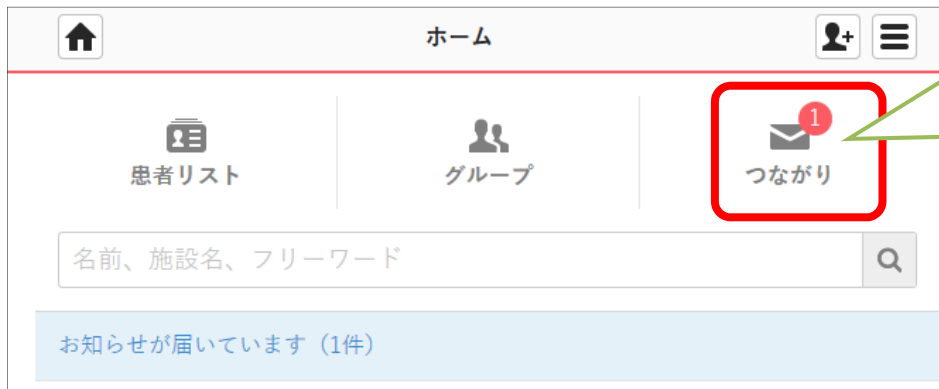 ホーム
1
患者リスト
グループ
つながり
名前、施設名、フリーワード
お知らせが届いています（1件）